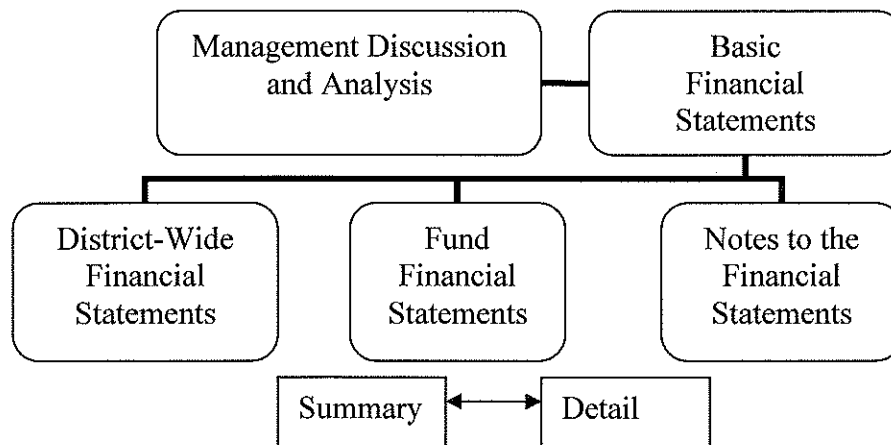 Management Discussion
and Analysis
Basic
Financial
Statements
District-Wide
Financial
Statements
Fund
Financial
Statements
Notes to the
Financial
Statements
Summary
Detail